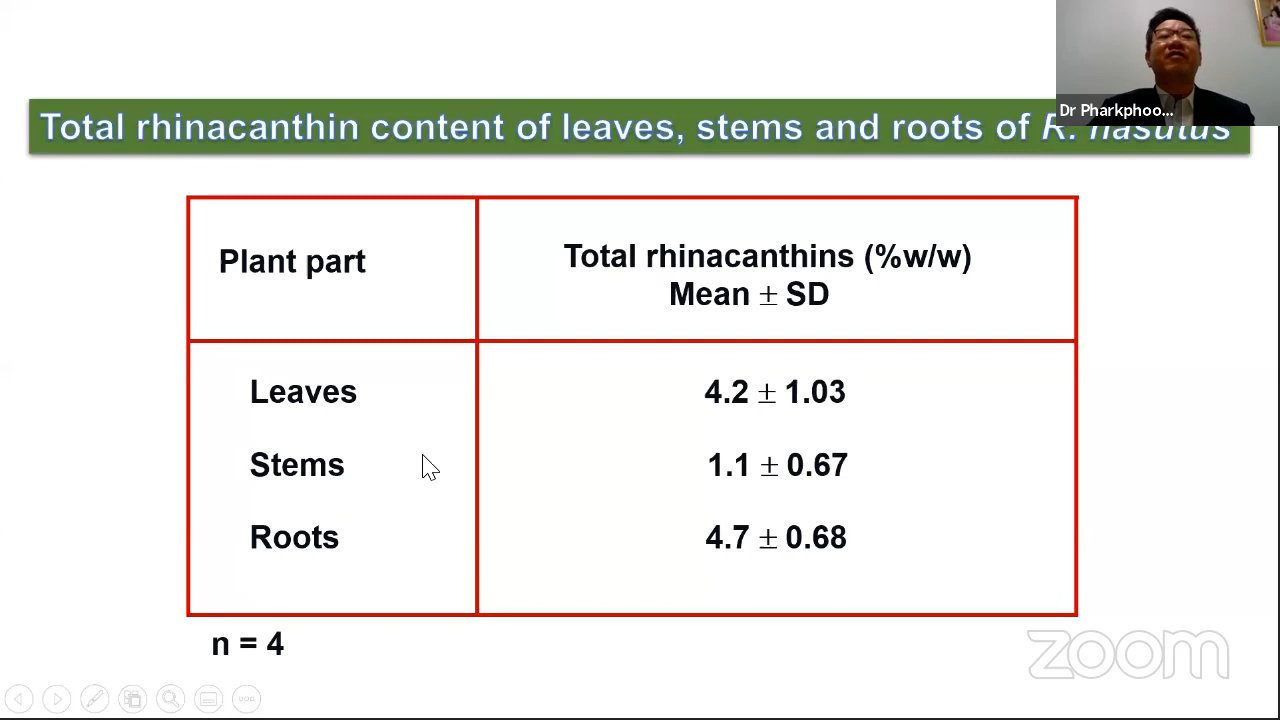 Dr Pharkphoo...
Total rhinacanthin content of leaves, stems and roots of R. nasutus
Plant part
Total rhinacanthins (%w/w)
Mean ± SD
Leaves
4.2 ± 1.03
Stems
1.1 ± 0.67
Roots
4.7 ± 0.68
n = 4
zoom